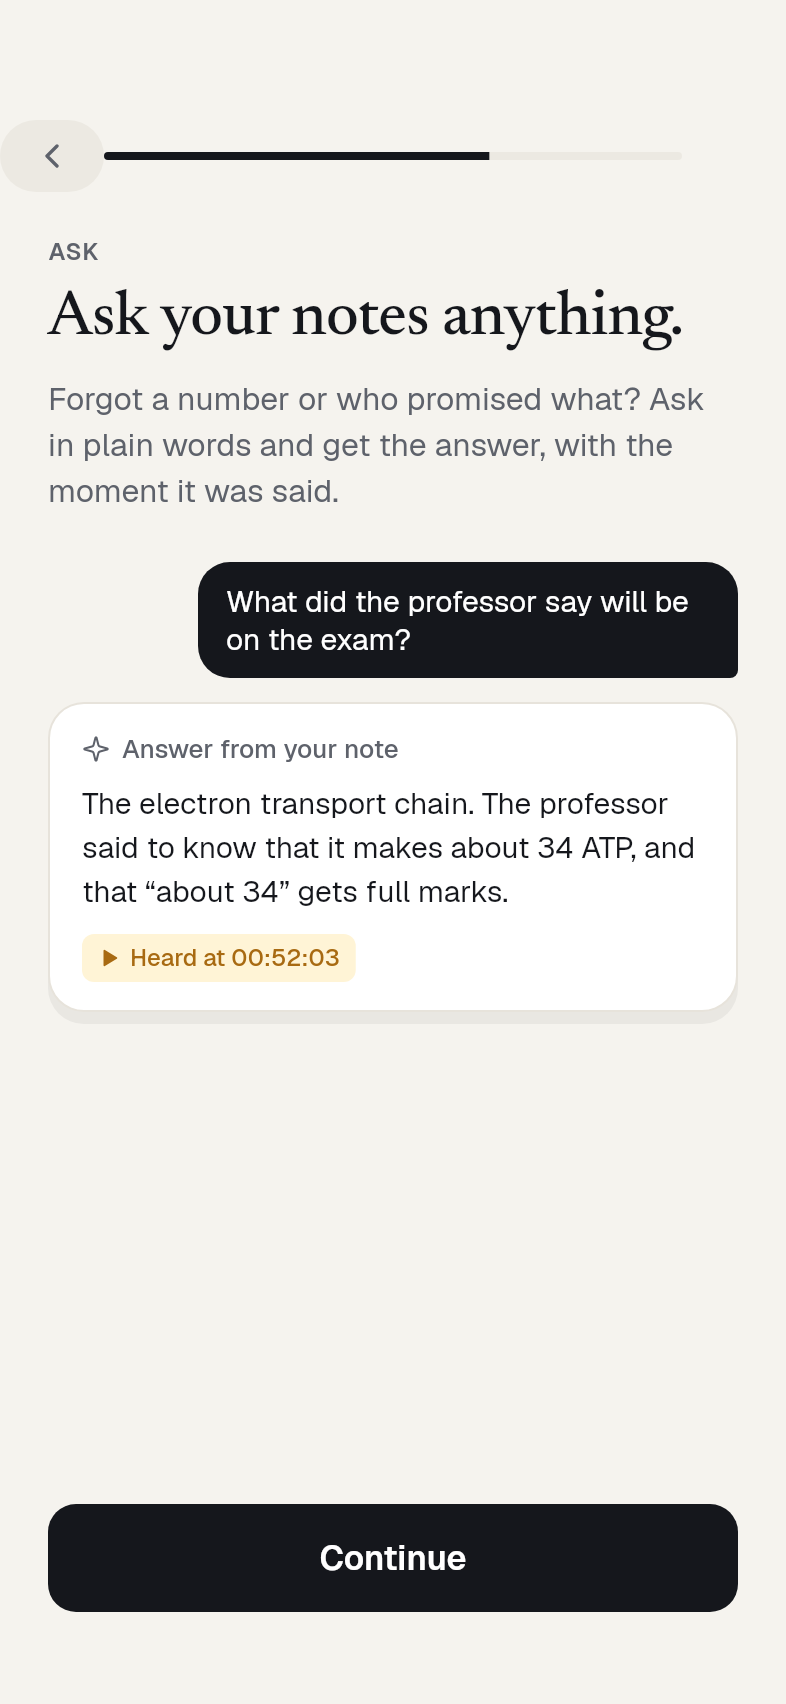 ASK
Ask your notes anything.
Forgot a number or who promised what? Ask
in plain words and get the answer, with the
moment it was said.
What did the professor say will be
on the exam?
Answer from your note
The electron transport chain. The professor
said to know that it makes about 34 ATP, and
that “about 34” gets full marks.
Heard at 00:52:03
Continue